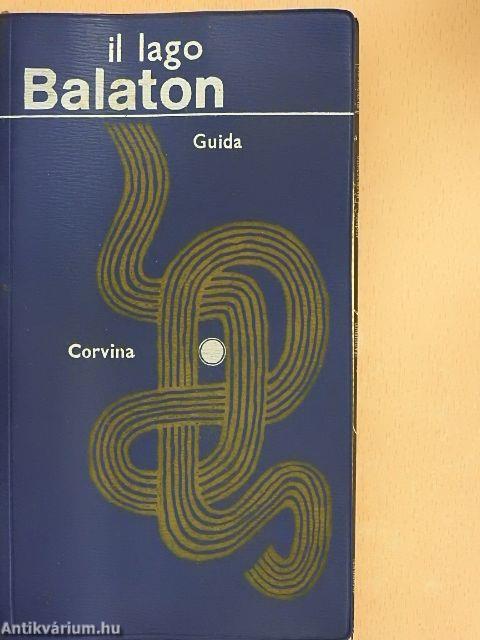 il lago
Balaton
Guida
Corvina
Antikvárium.hu